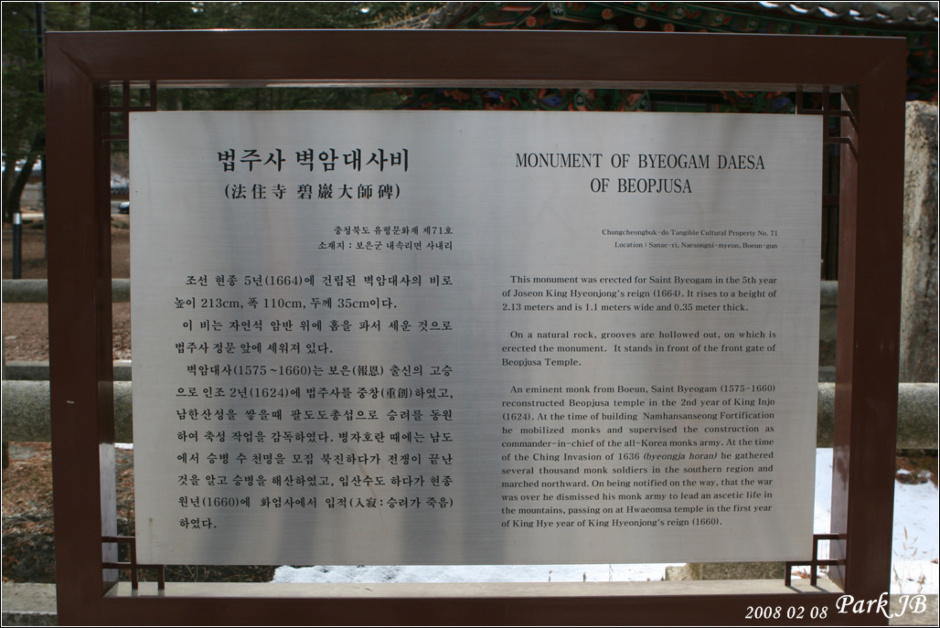 법주사 벽암대사비
(法住寺 碧巖大師碑)
충청북도 유형문화재 제71호
소재지 : 보은군 내속리면 사내리
조선 현종 5년(1664)에 건립된 벽암대사의 비로
높이 213cm, 폭 110cm, 두께 35cm이다.
이 비는 자연석 암반 위에 홈을 파서 세운 것으로
법주사 정문 앞에 세워져 있다.
벽암대사(1575~1660)는 보은(報恩) 출신의 고승
으로 인조 2년(1624)에 법주사를 중창(重創)하였고,
남한산성을 쌓을때 팔도도총섭으로 승려를 동원
하여 축성 작업을 감독하였다. 병자호란 때에는 남도
에서 승병 수 천명을 모집 북진하다가 전쟁이 끝난
것을 알고 승병을 해산하였고, 입산수도 하다가 현종
원년(1660)에 화엄사에서 입적(入寂:승려가 죽음)
하였다.
MONUMENT OF BYEOGAM DAESA
OF BEOPJUSA
Chungcheongbuk-do Tangible Cultural Property No. 71
Location : Sanae-ri, Naesongni-myeon, Boeun-gun
This monument was erected for Saint Byeogam in the 5th year
of Joseon King Hyeonjong's reign (1664). It rises to a height of
2.13 meters and is 1.1 meters wide and 0.35 meter thick.
On a natural rock, grooves are hollowed out, on which is
erected the monument. It stands in front of the front gate of
Beopjusa Temple.
An eminent monk from Boeun, Saint Byeogam (1575-1660)
reconstructed Beopjusa temple in the 2nd year of King Injo
(1624). At the time of building Namhansanseong Fortification
he mobilized monks and supervised the construction as
commander-in-chief of the all-Korea monks army. At the time
of the Ching Invasion of 1636 (byeongja horan) he gathered
several thousand monk soldiers in the southern region and
marched northward. On being notified on the way, that the war
was over he dismissed his monk army to lead an ascetic life in
the mountains, passing on at Hwaeomsa temple in the first year
of King Hye year of King Hyeonjong's reign (1660).
2008 02 08 Park JB